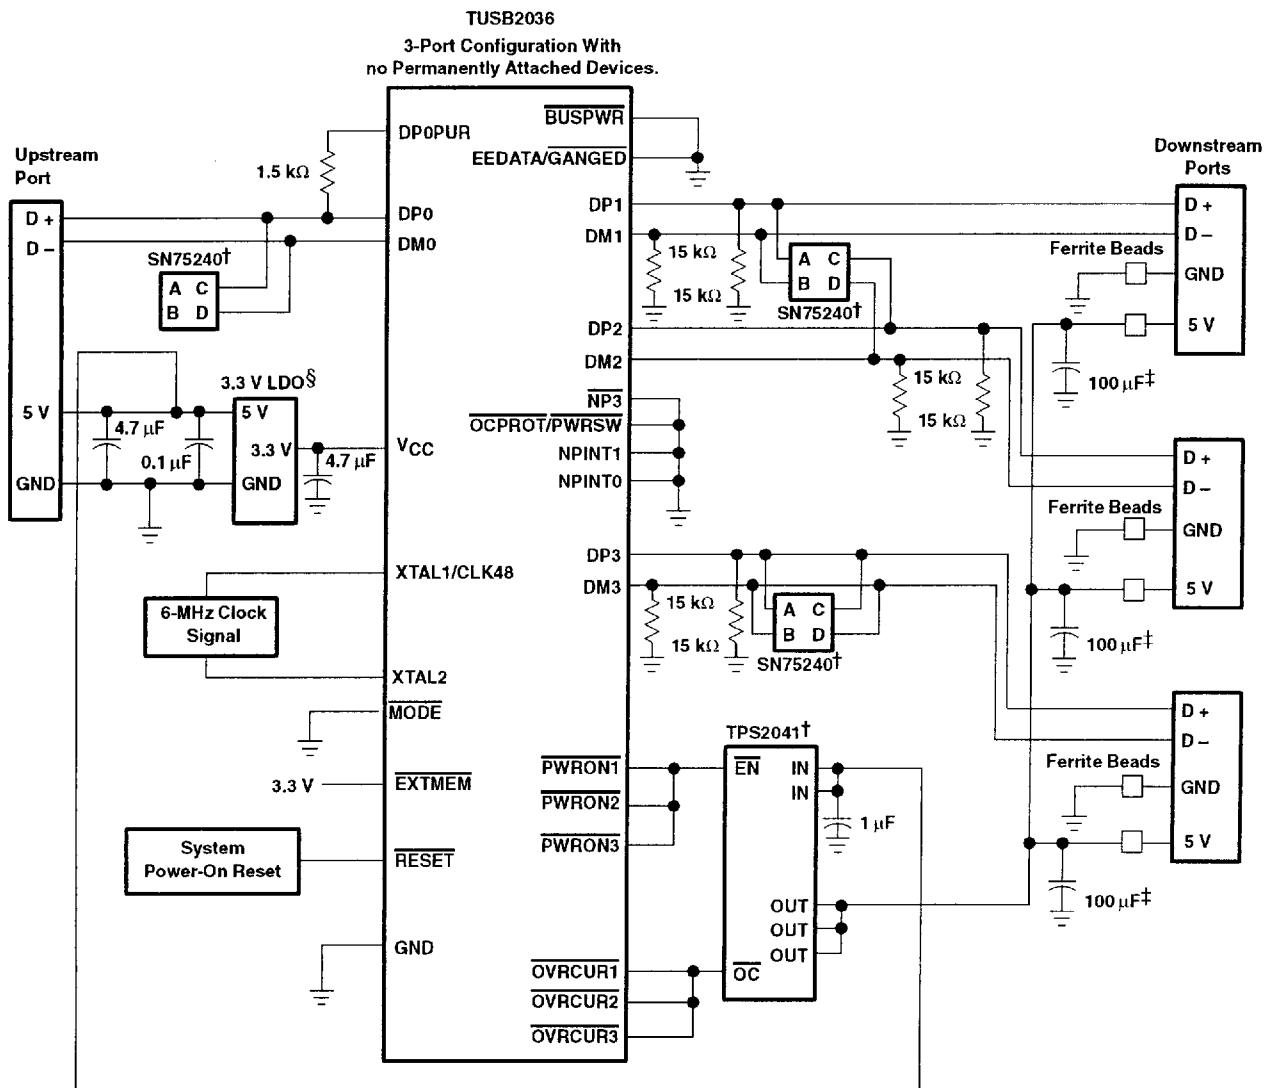 TUSB2036
3-Port Configuration With
no Permanently Attached Devices.
Upstream
Port
D +
D −
5 V
GND
1.5 kΩ
SN75240†
A C
B D
3.3 V LDO§
5 V
3.3 V
GND
4.7 µF
0.1 µF
4.7 µF
6-MHz Clock
Signal
3.3 V
System
Power-On Reset
DP0PUR
DP0
DM0
VCC
XTAL1/CLK48
XTAL2
MODE
EXTMEM
RESET
GND
BUSPWR
EEDATA/GANGED
DP1
DM1
DP2
DM2
NP3
OCPROT/PWRSW
NPINT1
NPINT0
DP3
DM3
PWRON1
PWRON2
PWRON3
OVRCUR1
OVRCUR2
OVRCUR3
15 kΩ
15 kΩ
A C
B D
SN75240†
15 kΩ
15 kΩ
15 kΩ
15 kΩ
A C
B D
SN75240†
TPS2041†
EN
IN
IN
1 µF
OUT
OUT
OUT
OC
Downstream
Ports
D +
D −
Ferrite Beads
GND
5 V
100 µF‡
D +
D −
Ferrite Beads
GND
5 V
100 µF‡
D +
D −
Ferrite Beads
GND
5 V
100 µF‡